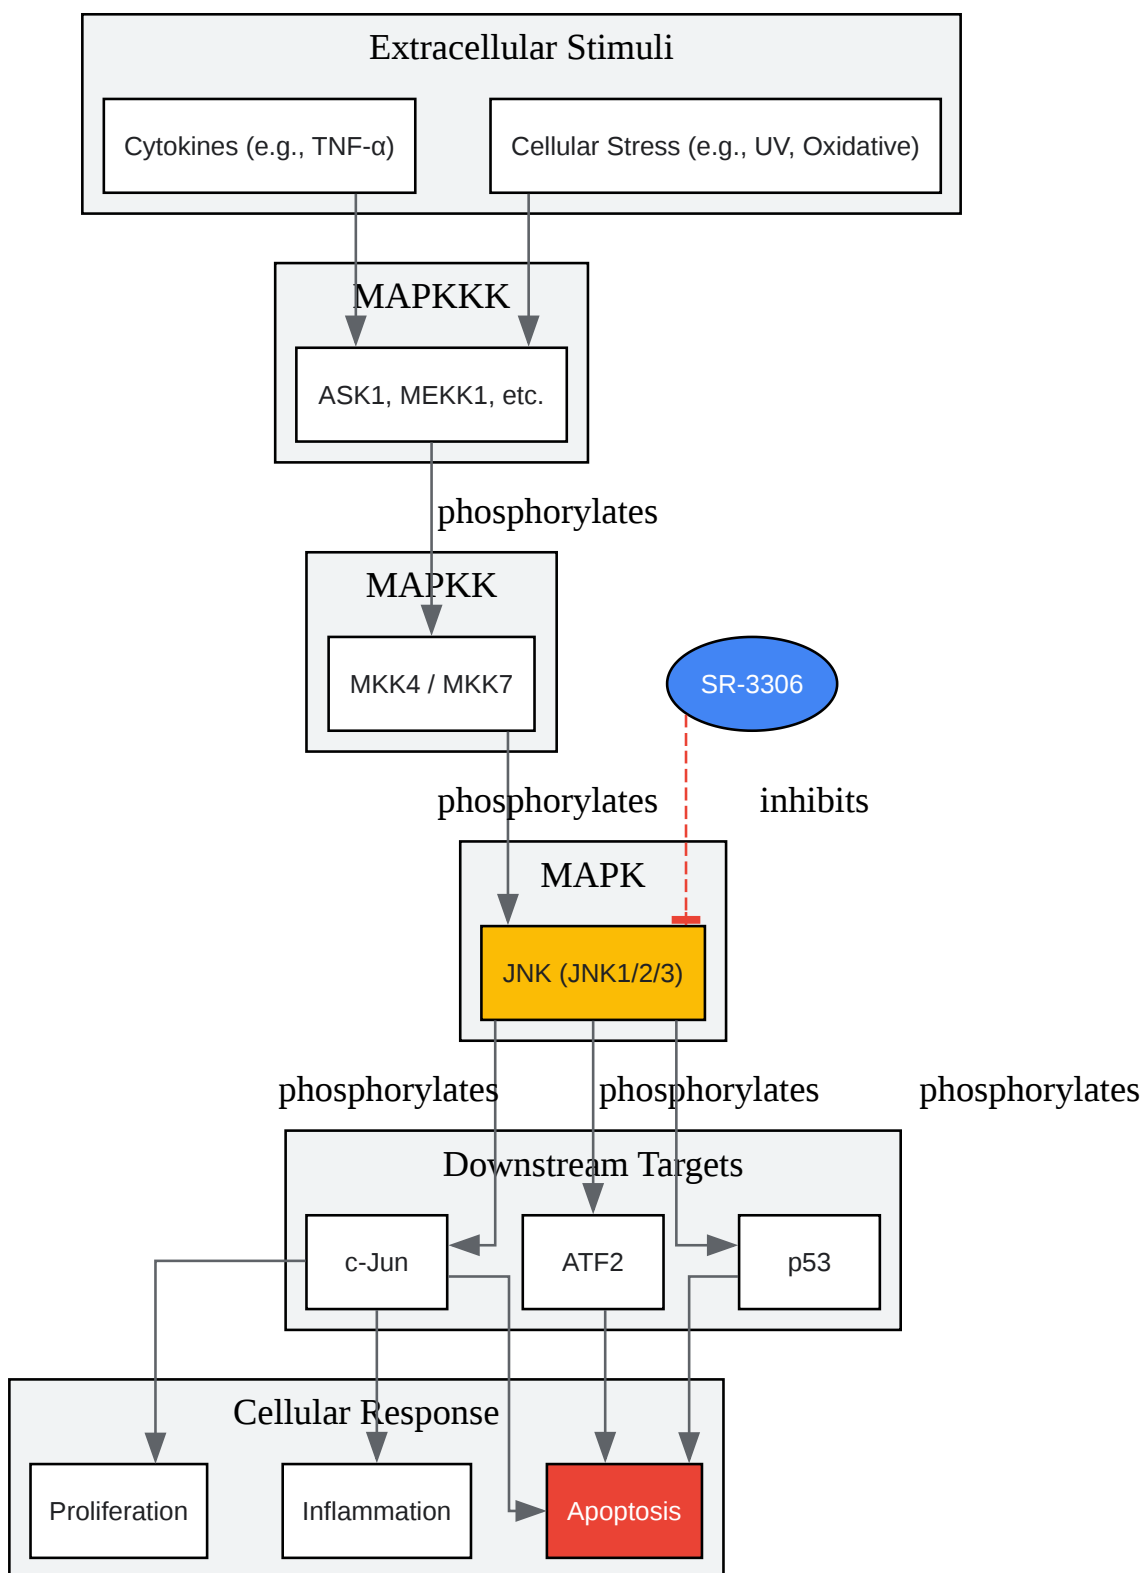 Extracellular Stimuli
Cytokines (e.g., TNF-α)
Cellular Stress (e.g., UV, Oxidative)
MAPKKK
ASK1, MEKK1, etc.
phosphorylates
MAPKK
MKK4 / MKK7
SR-3306
phosphorylates
inhibits
MAPK
JNK (JNK1/2/3)
phosphorylates
phosphorylates
phosphorylates
Downstream Targets
c-Jun
ATF2
p53
Cellular Response
Proliferation
Inflammation
Apoptosis